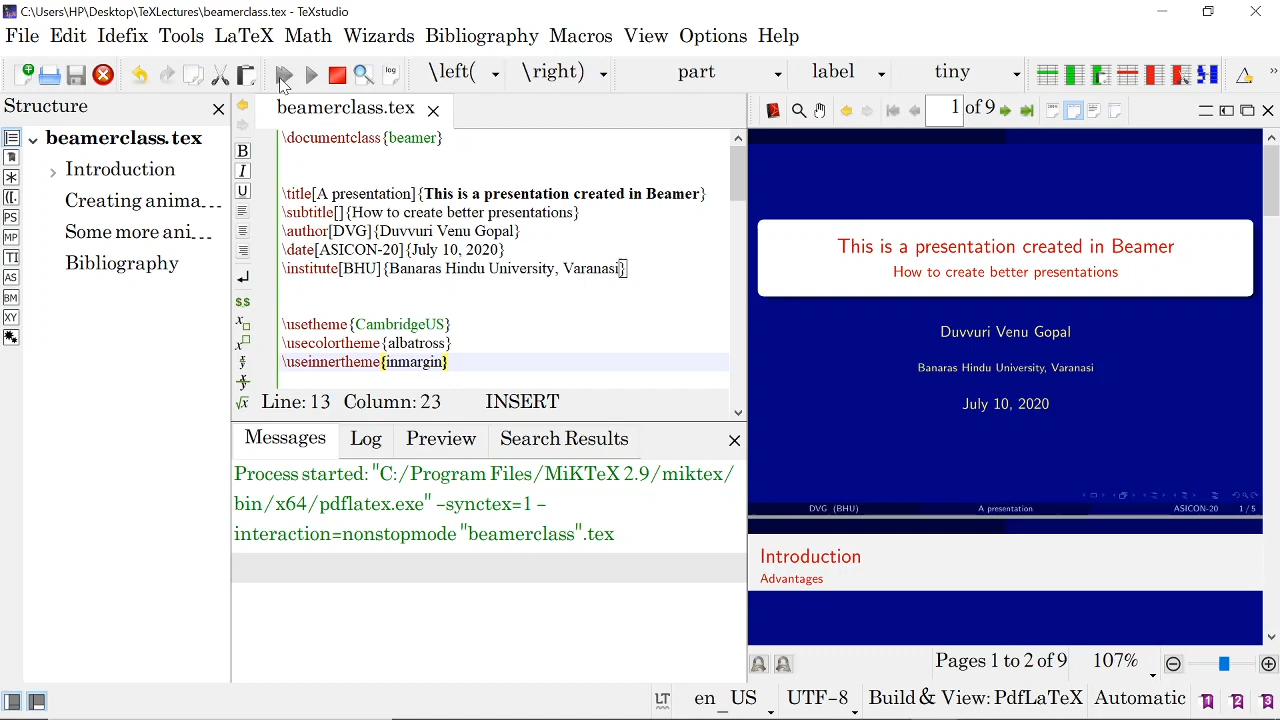 C:\Users\HP\Desktop\TeXLectures\beamerclass.tex - TeXstudio
File Edit Idefix Tools LaTeX Math Wizards Bibliography Macros View Options Help
\left( \right) part label tiny
Structure
beamerclass.tex
Introduction
Creating anima...
Some more ani...
Bibliography
beamerclass.tex
\documentclass{beamer}
\title[A presentation]{This is a presentation created in Beamer}
\subtitle[]{How to create better presentations}
\author[DVG]{Duvvuri Venu Gopal}
\date[ASICON-20]{July 10, 2020}
\institute[BHU]{Banaras Hindu University, Varanasi}
\usetheme{CambridgeUS}
\usecolortheme{albatross}
\useinnertheme{inmargin}
Line: 13 Column: 23 INSERT
Messages Log Preview Search Results
Process started: "C:/Program Files/MiKTeX 2.9/miktex/
bin/x64/pdflatex.exe" -synctex=1 -
interaction=nonstopmode "beamerclass".tex
1 of 9
This is a presentation created in Beamer
How to create better presentations
Duvvuri Venu Gopal
Banaras Hindu University, Varanasi
July 10, 2020
DVG (BHU) A presentation ASICON-20 1 / 5
Introduction
Advantages
Pages 1 to 2 of 9 107%
en_US UTF-8 Build & View: PdfLaTeX Automatic